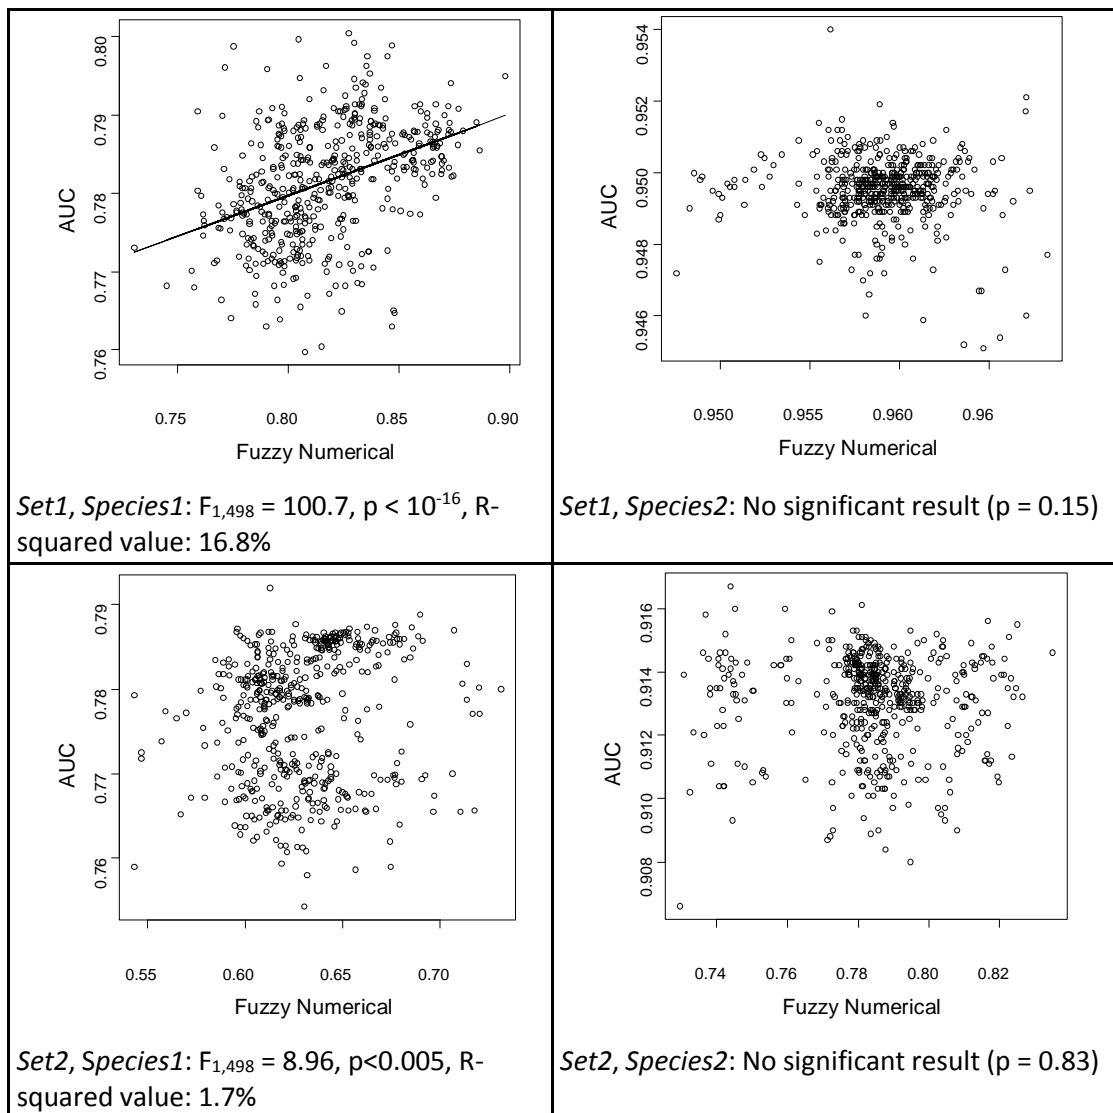 0.80
0.79
0.78
0.77
0.76
AUC
0.75 0.80 0.85 0.90
Fuzzy Numerical
Set1, Species1: F1,498 = 100.7, p < 10-16, R-
squared value: 16.8%
0.954
0.952
0.950
0.948
0.946
AUC
0.950 0.955 0.960 0.96
Fuzzy Numerical
Set1, Species2: No significant result (p = 0.15)
0.79
0.78
0.77
0.76
AUC
0.55 0.60 0.65 0.70
Fuzzy Numerical
Set2, Species1: F1,498 = 8.96, p<0.005, R-
squared value: 1.7%
0.916
0.914
0.912
0.910
0.908
AUC
0.74 0.76 0.78 0.80 0.82
Fuzzy Numerical
Set2, Species2: No significant result (p = 0.83)